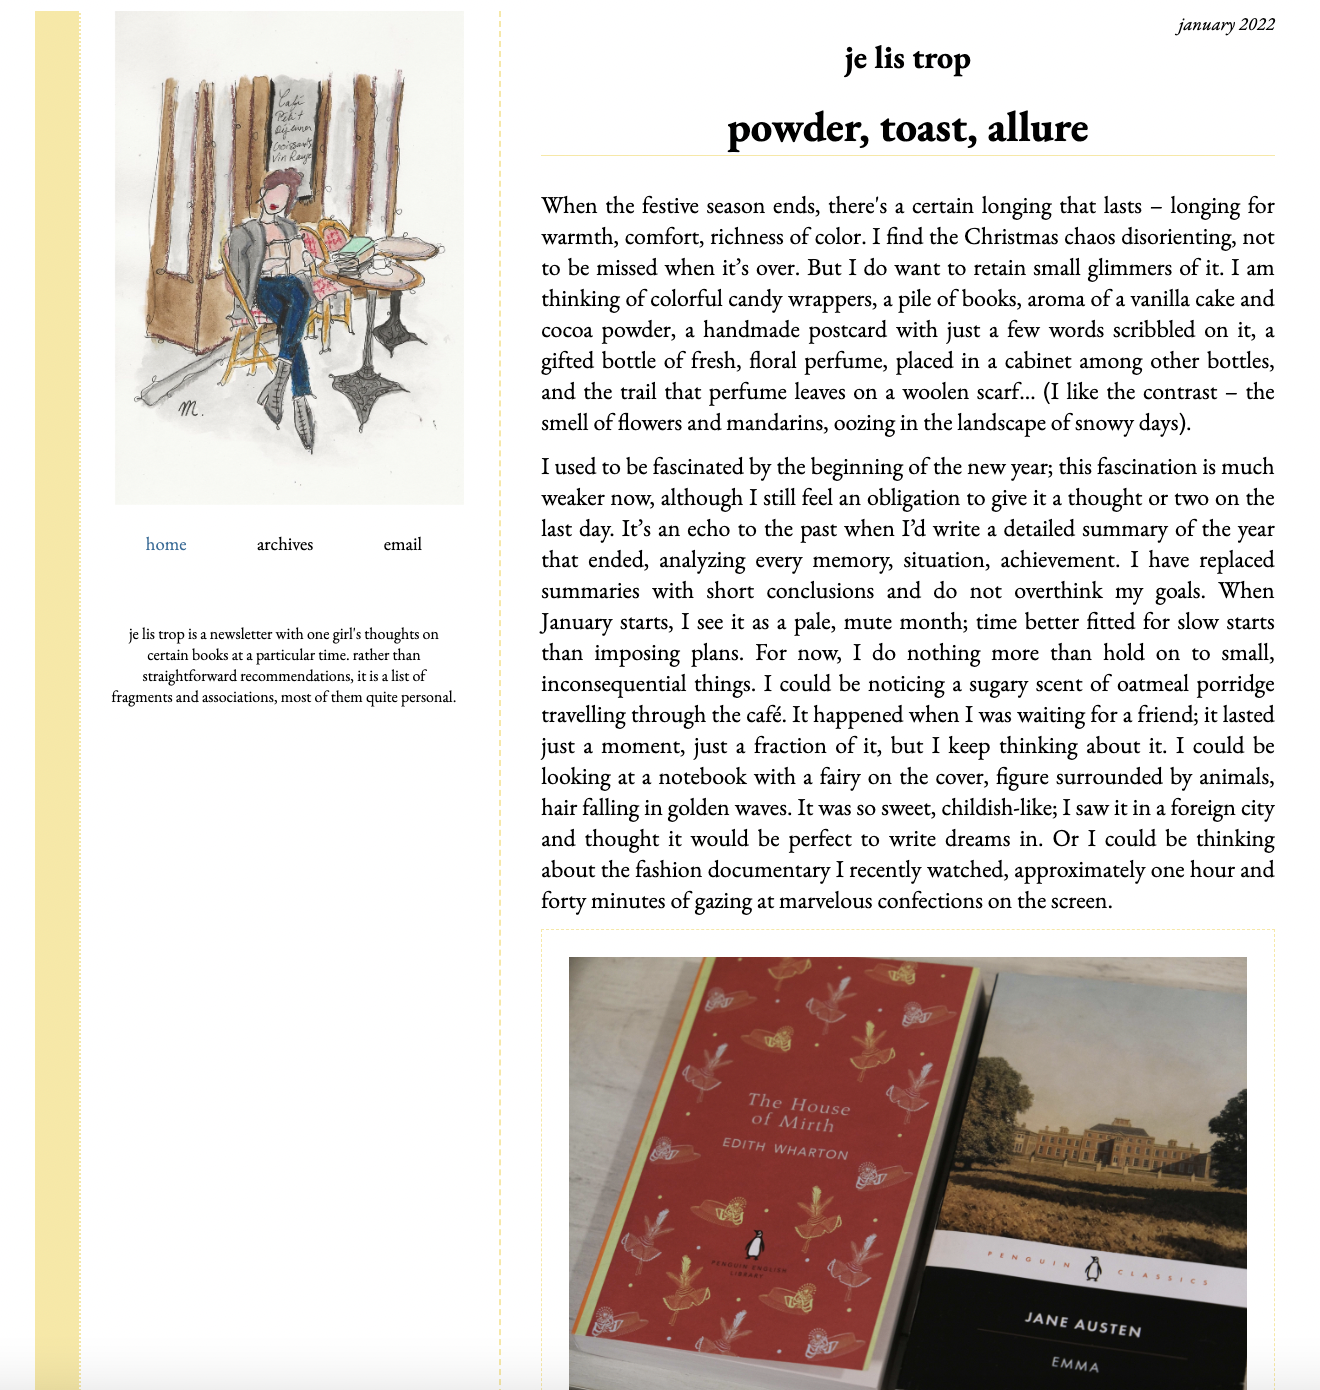 january 2022
je lis trop
powder, toast, allure
Café
Petit
Déjeuner
Croissants
Vin Rouge
M.
home archives email
je lis trop is a newsletter with one girl's thoughts on
certain books at a particular time. rather than
straightforward recommendations, it is a list of
fragments and associations, most of them quite personal.
When the festive season ends, there's a certain longing that lasts – longing for
warmth, comfort, richness of color. I find the Christmas chaos disorienting, not
to be missed when it’s over. But I do want to retain small glimmers of it. I am
thinking of colorful candy wrappers, a pile of books, aroma of a vanilla cake and
cocoa powder, a handmade postcard with just a few words scribbled on it, a
gifted bottle of fresh, floral perfume, placed in a cabinet among other bottles,
and the trail that perfume leaves on a woolen scarf... (I like the contrast – the
smell of flowers and mandarins, oozing in the landscape of snowy days).
I used to be fascinated by the beginning of the new year; this fascination is much
weaker now, although I still feel an obligation to give it a thought or two on the
last day. It’s an echo to the past when I’d write a detailed summary of the year
that ended, analyzing every memory, situation, achievement. I have replaced
summaries with short conclusions and do not overthink my goals. When
January starts, I see it as a pale, mute month; time better fitted for slow starts
than imposing plans. For now, I do nothing more than hold on to small,
inconsequential things. I could be noticing a sugary scent of oatmeal porridge
travelling through the café. It happened when I was waiting for a friend; it lasted
just a moment, just a fraction of it, but I keep thinking about it. I could be
looking at a notebook with a fairy on the cover, figure surrounded by animals,
hair falling in golden waves. It was so sweet, childish-like; I saw it in a foreign city
and thought it would be perfect to write dreams in. Or I could be thinking
about the fashion documentary I recently watched, approximately one hour and
forty minutes of gazing at marvelous confections on the screen.
The House
of Mirth
EDITH WHARTON
PENGUIN ENGLISH
LIBRARY
PENGUIN CLASSICS
JANE AUSTEN
EMMA